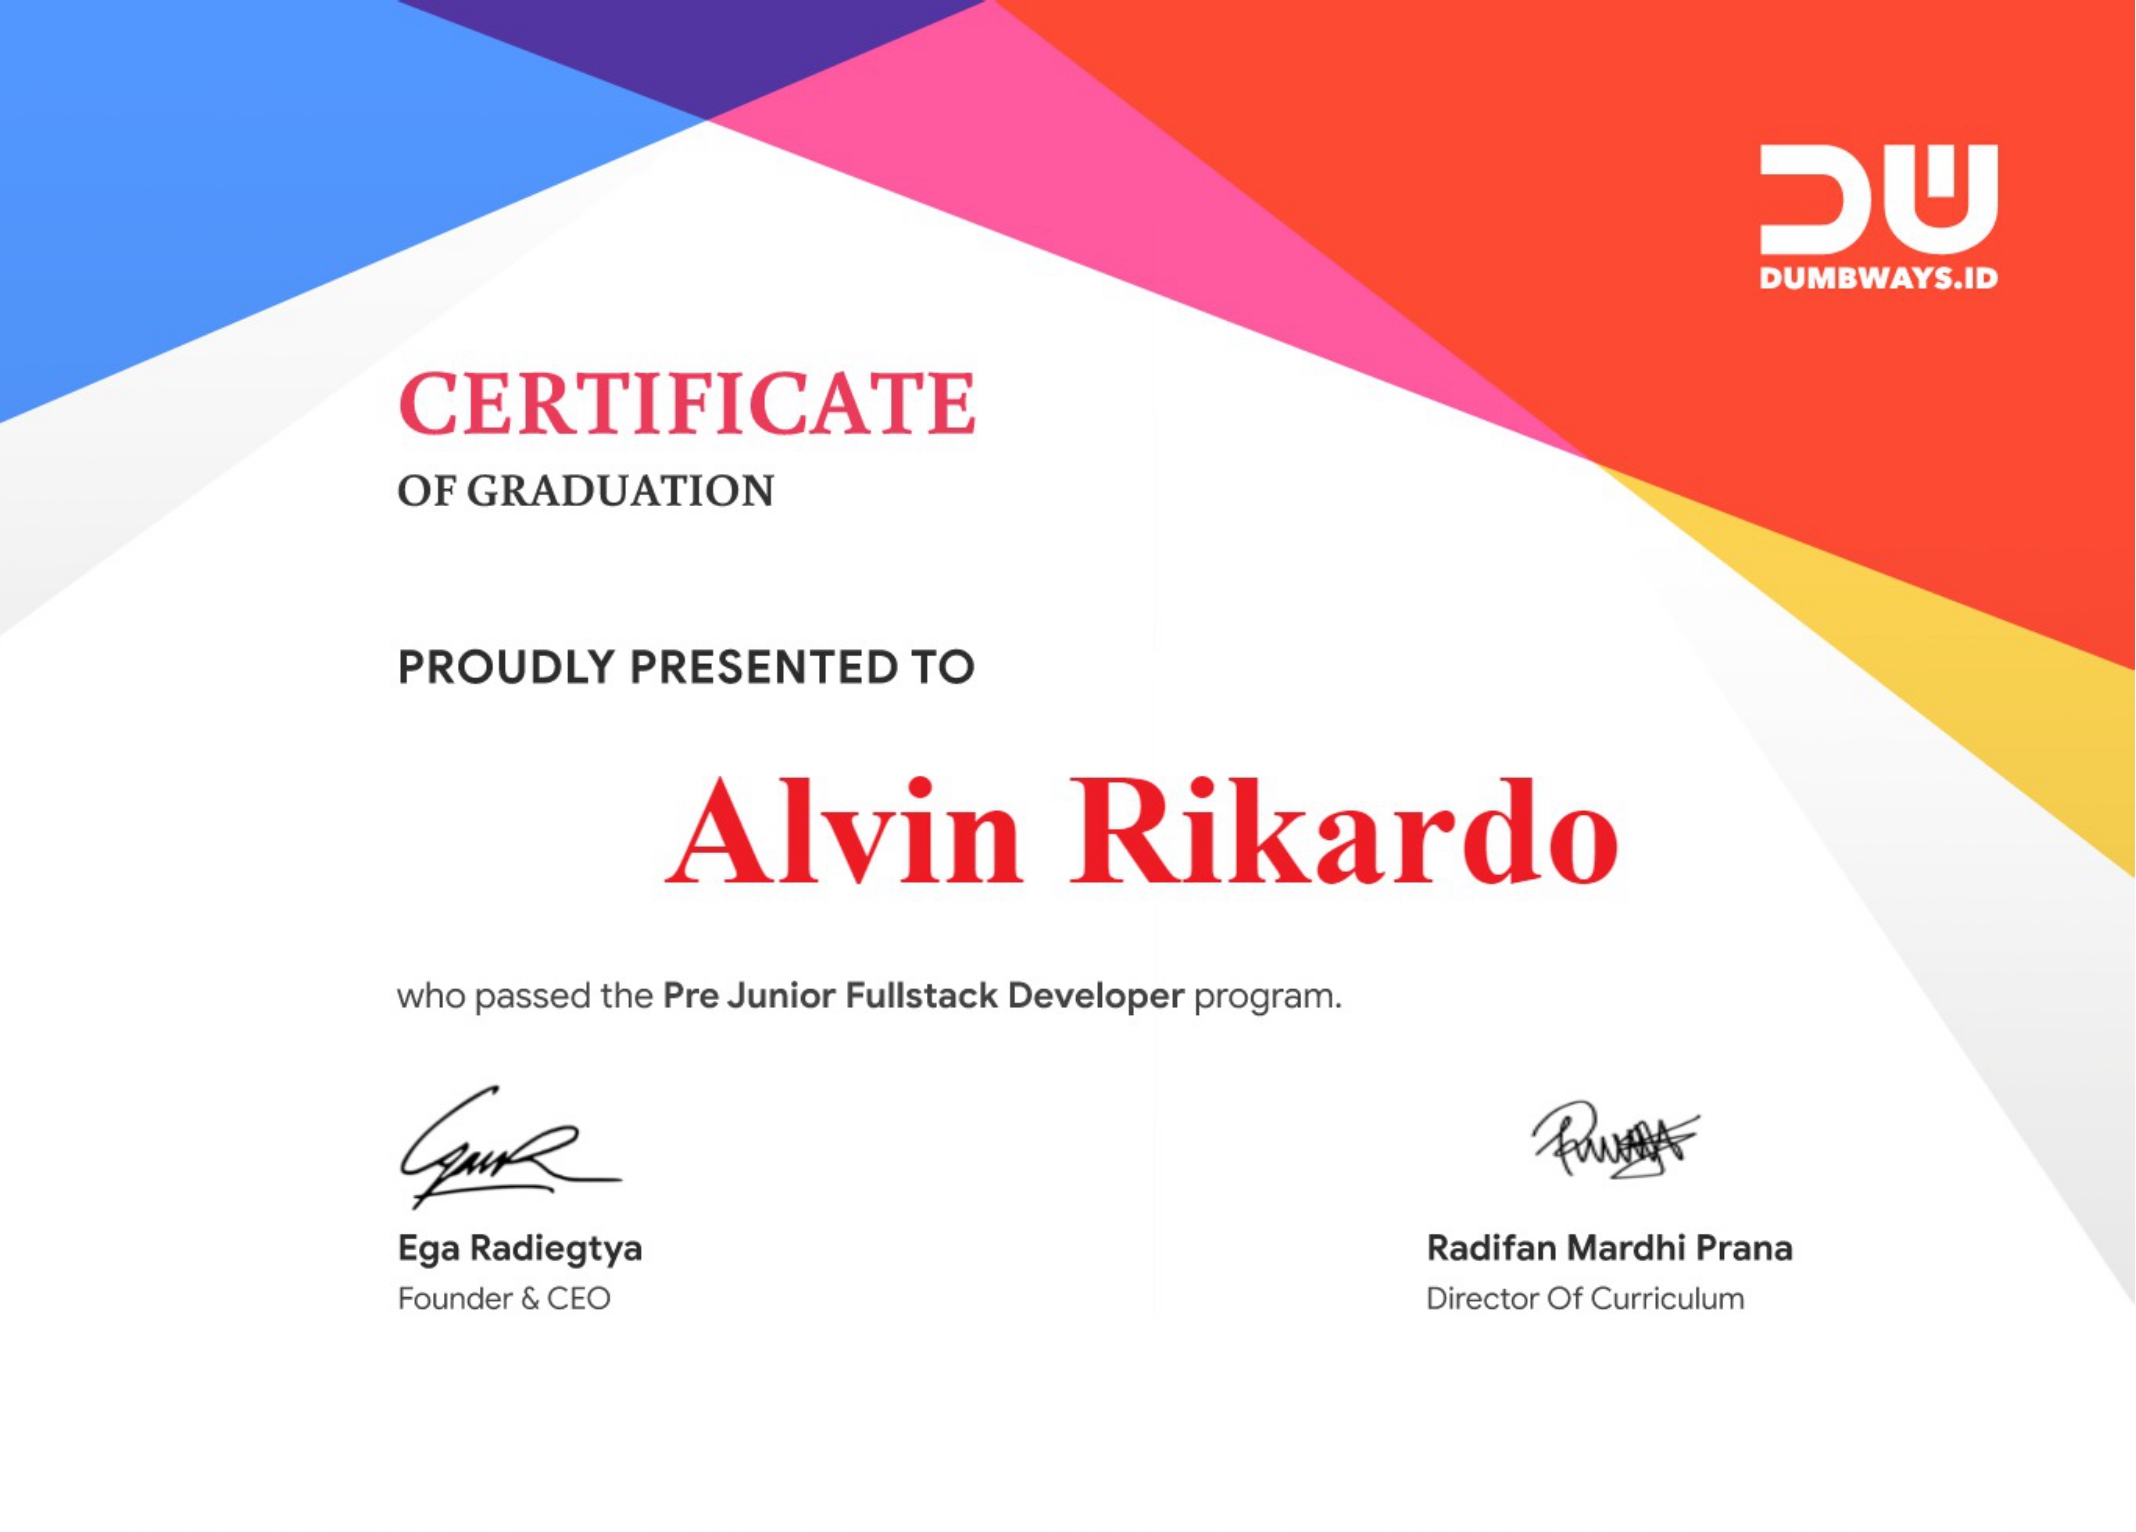 DUMBWAYS.ID
CERTIFICATE
OF GRADUATION
PROUDLY PRESENTED TO
Alvin Rikardo
who passed the Pre Junior Fullstack Developer program.
Ega Radiegtya
Founder & CEO
Radifan Mardhi Prana
Director Of Curriculum